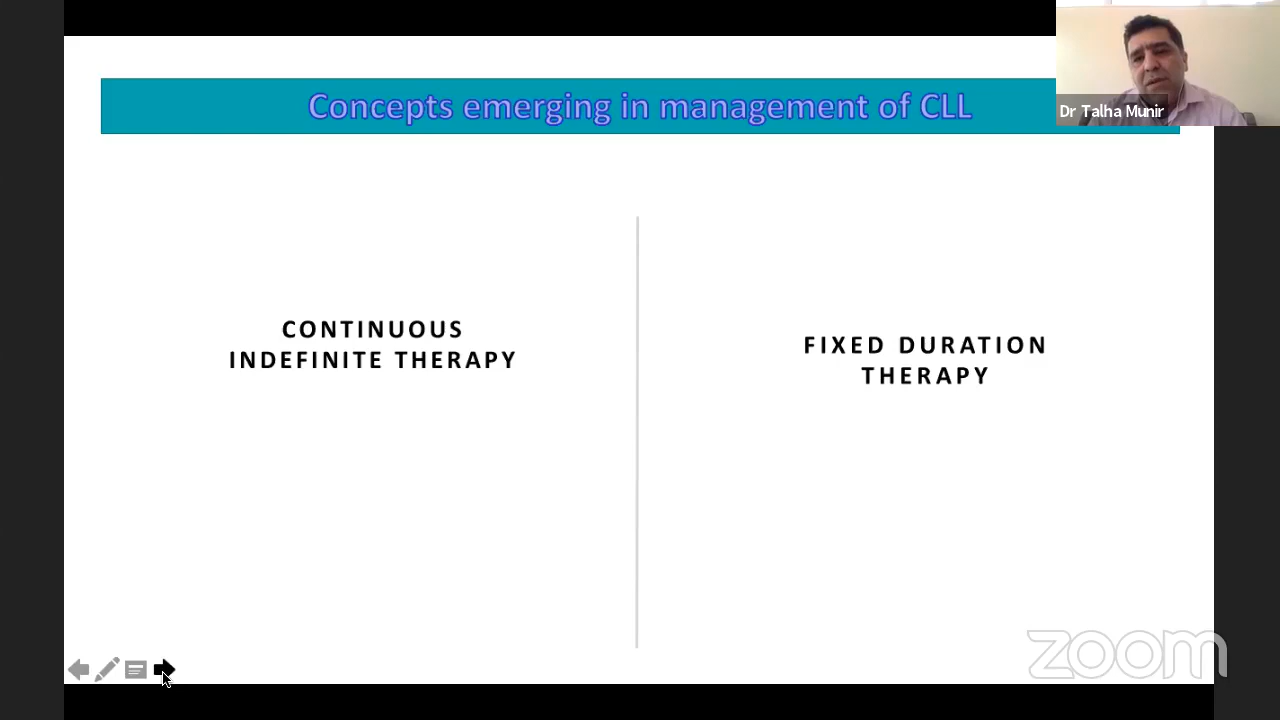 Concepts emerging in management of CLL
Dr Talha Munir
CONTINUOUS
INDEFINITE THERAPY
FIXED DURATION
THERAPY
zoom